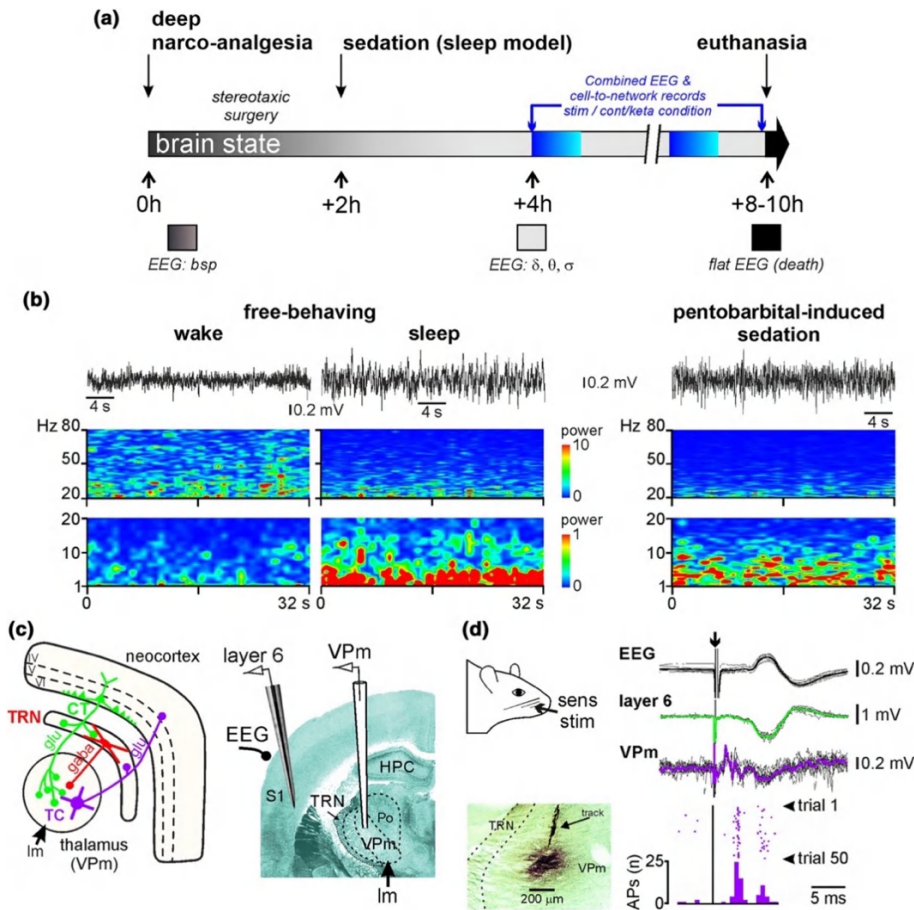 (a)
deep
narco-analgesia
sedation (sleep model)
euthanasia
stereotaxic
surgery
Combined EEG &
cell-to-network records
stim / cont/keta condition
brain state
0h
+2h
+4h
+8-10h
EEG: bsp
EEG: δ, θ, σ
flat EEG (death)
(b)
free-behaving
wake
sleep
pentobarbital-induced
sedation
4 s
0.2 mV
4 s
0.2 mV
4 s
Hz 80
50
20
power
10
0
80
50
20
20
10
1
power
1
0
20
10
1
0
32 s
0
32 s
0
32 s
(c)
neocortex
IV
V
VI
TRN
CT
glu
gaba
glu
TC
lm
thalamus
(VPm)
layer 6
VPm
EEG
S1
HPC
TRN
Po
VPm
lm
(d)
sens
stim
TRN
track
VPm
200 µm
EEG
0.2 mV
layer 6
1 mV
VPm
0.2 mV
trial 1
trial 50
APs (n)
25
0
5 ms